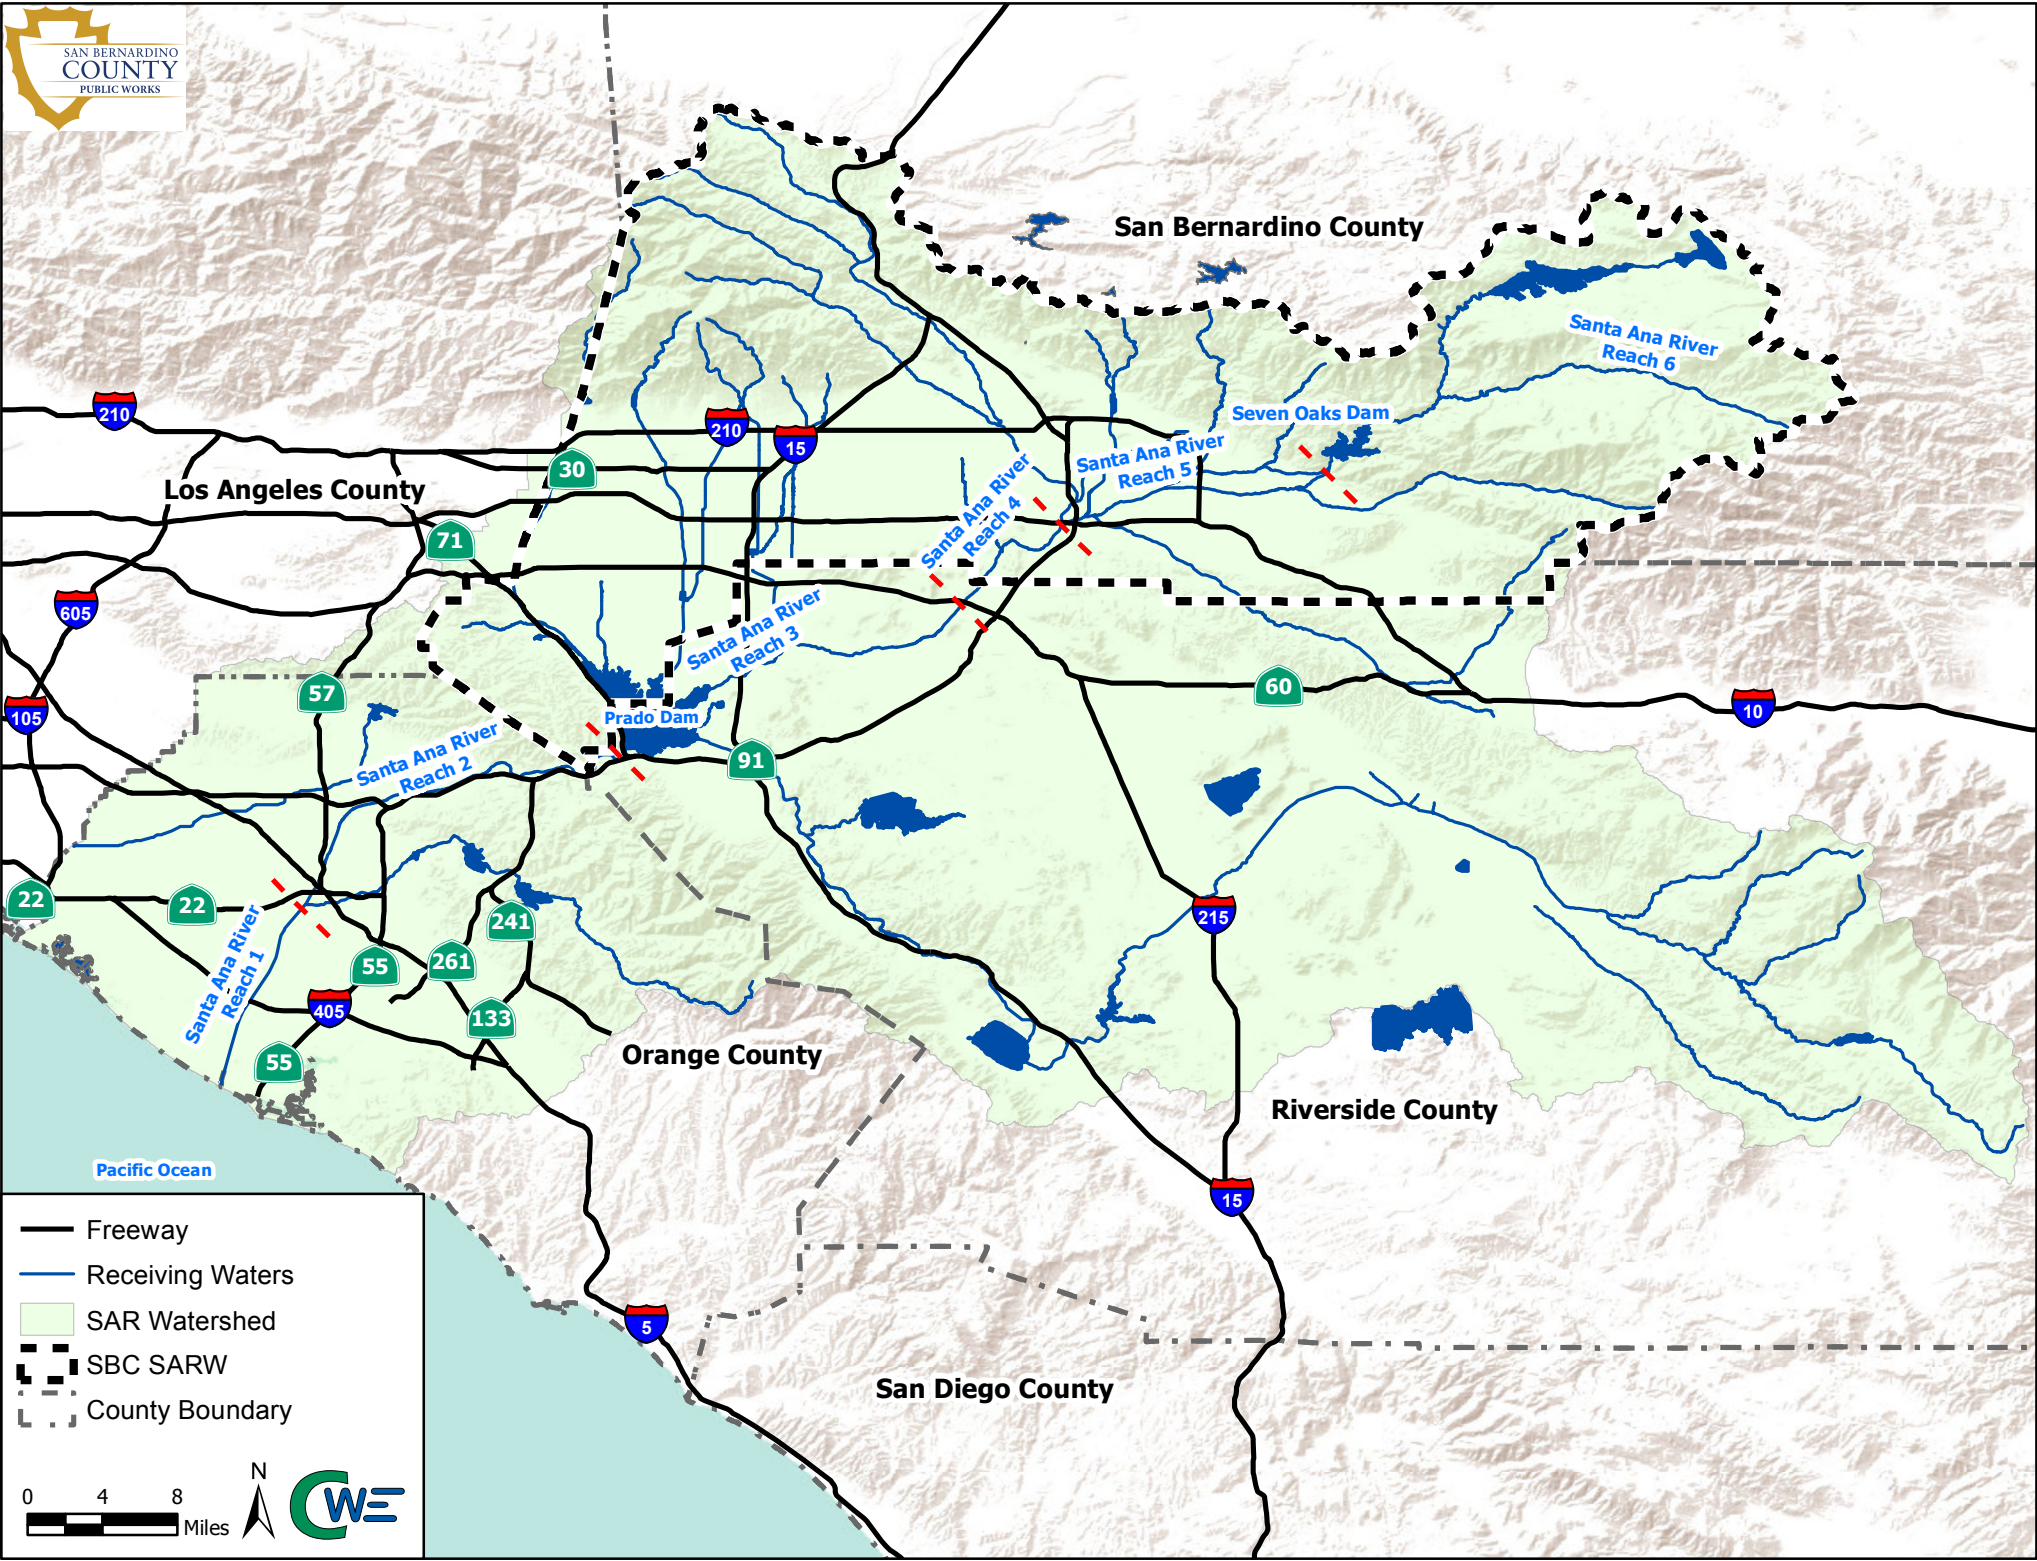 SAN BERNARDINO
COUNTY
PUBLIC WORKS
San Bernardino County
Santa Ana River
Reach 6
210
210
15
Seven Oaks Dam
30
Santa Ana River
Reach 5
Los Angeles County
Santa Ana River
Reach 4
71
605
Santa Ana River
Reach 3
57
60
105
10
Prado Dam
Santa Ana River
Reach 2
91
22
22
241
215
Santa Ana River
Reach 1
55
261
405
133
55
Orange County
Riverside County
Pacific Ocean
15
Freeway
Receiving Waters
SAR Watershed
SBC SARW
County Boundary
5
San Diego County
N
0 4 8
Miles
CWE